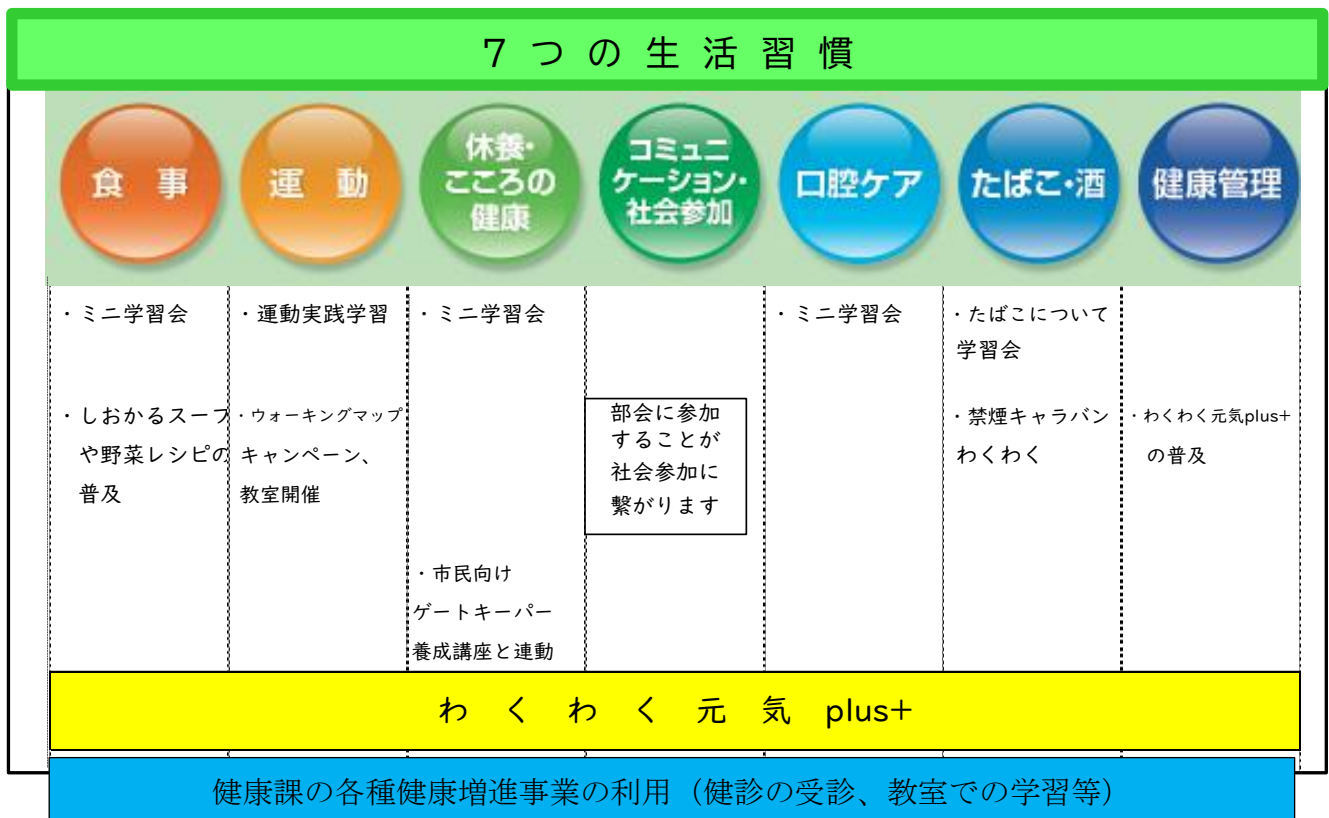 ７つの生活習慣
食事
運動
休養・
こころの
健康
コミュニ
ケーション・
社会参加
口腔ケア
たばこ・酒
健康管理
・ミニ学習会
・しおかるスープ
や野菜レシピの
普及
・運動実践学習
・ウォーキングマップ
キャンペーン、
教室開催
・ミニ学習会
・市民向け
ゲートキーパー
養成講座と連動
部会に参加
することが
社会参加に
繋がります
・ミニ学習会
・たばこについて
学習会
・禁煙キャラバン
わくわく
・わくわく元気plus+
の普及
わくわく元気 plus+
健康課の各種健康増進事業の利用（健診の受診、教室での学習等）